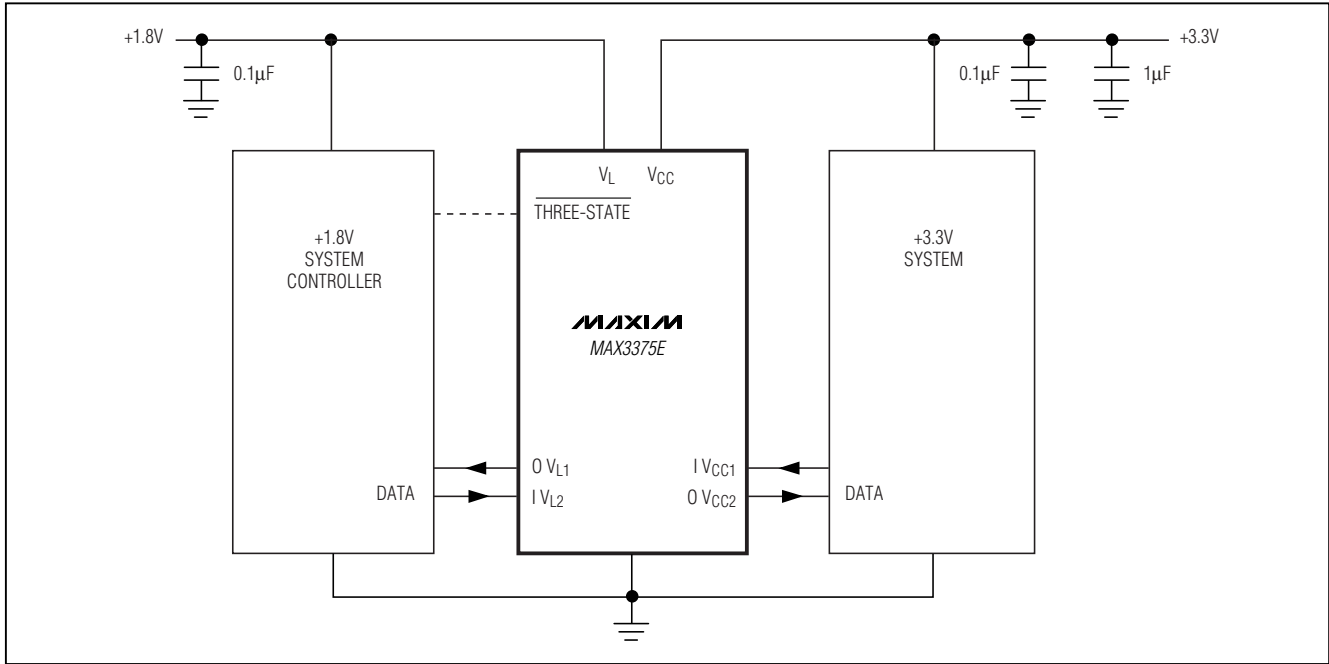 +1.8V
+3.3V
0.1µF
0.1µF
1µF
VL
VCC
THREE-STATE
+1.8V
SYSTEM
CONTROLLER
+3.3V
SYSTEM
MAXIM
MAX3375E
O VL1
I VCC1
DATA
I VL2
O VCC2
DATA